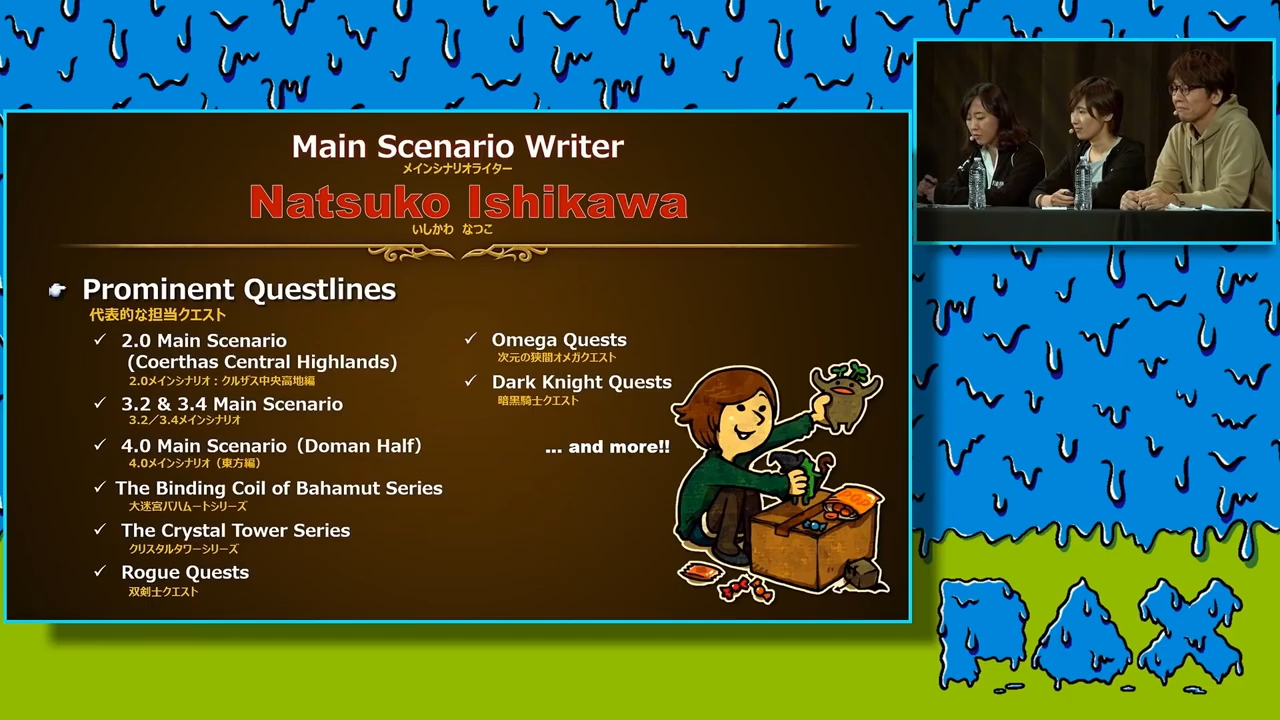 Main Scenario Writer
メインシナリオライター
Natsuko Ishikawa
いしかわ なつこ
Prominent Questlines
代表的な担当クエスト
✓ 2.0 Main Scenario
(Coerthas Central Highlands)
2.0メインシナリオ：クルザス中央高地編
✓ 3.2 & 3.4 Main Scenario
3.2／3.4メインシナリオ
✓ 4.0 Main Scenario（Doman Half）
4.0メインシナリオ（東方編）
✓ The Binding Coil of Bahamut Series
大迷宮バハムートシリーズ
✓ The Crystal Tower Series
クリスタルタワーシリーズ
✓ Rogue Quests
双剣士クエスト
✓ Omega Quests
次元の狭間オメガクエスト
✓ Dark Knight Quests
暗黒騎士クエスト
... and more!!
PAX